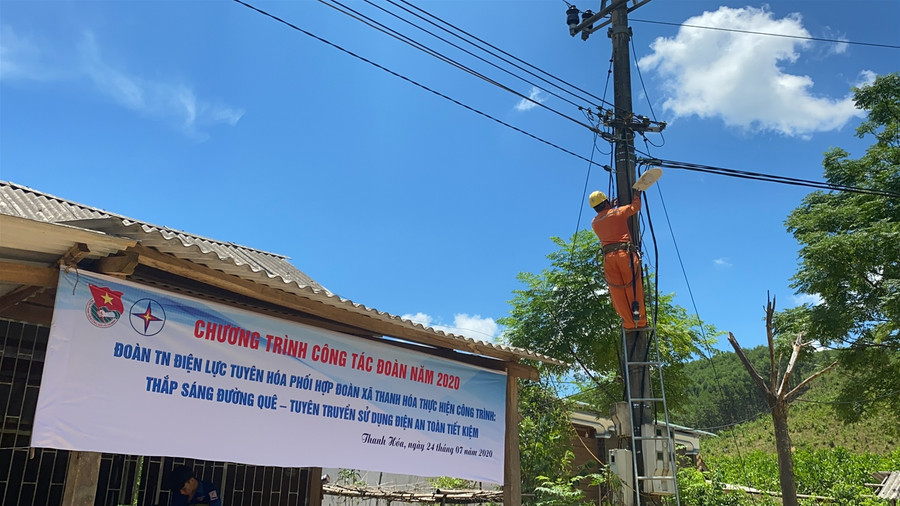 CHƯƠNG TRÌNH CÔNG TÁC ĐOÀN NĂM 2020
ĐOÀN TN ĐIỆN LỰC TUYÊN HÓA PHỐI HỢP ĐOÀN XÃ THANH HÓA THỰC HIỆN CÔNG TRÌNH:
THẮP SÁNG ĐƯỜNG QUÊ – TUYÊN TRUYỀN SỬ DỤNG ĐIỆN AN TOÀN TIẾT KIỆM
Thanh Hóa, ngày 24 tháng 07 năm 2020.